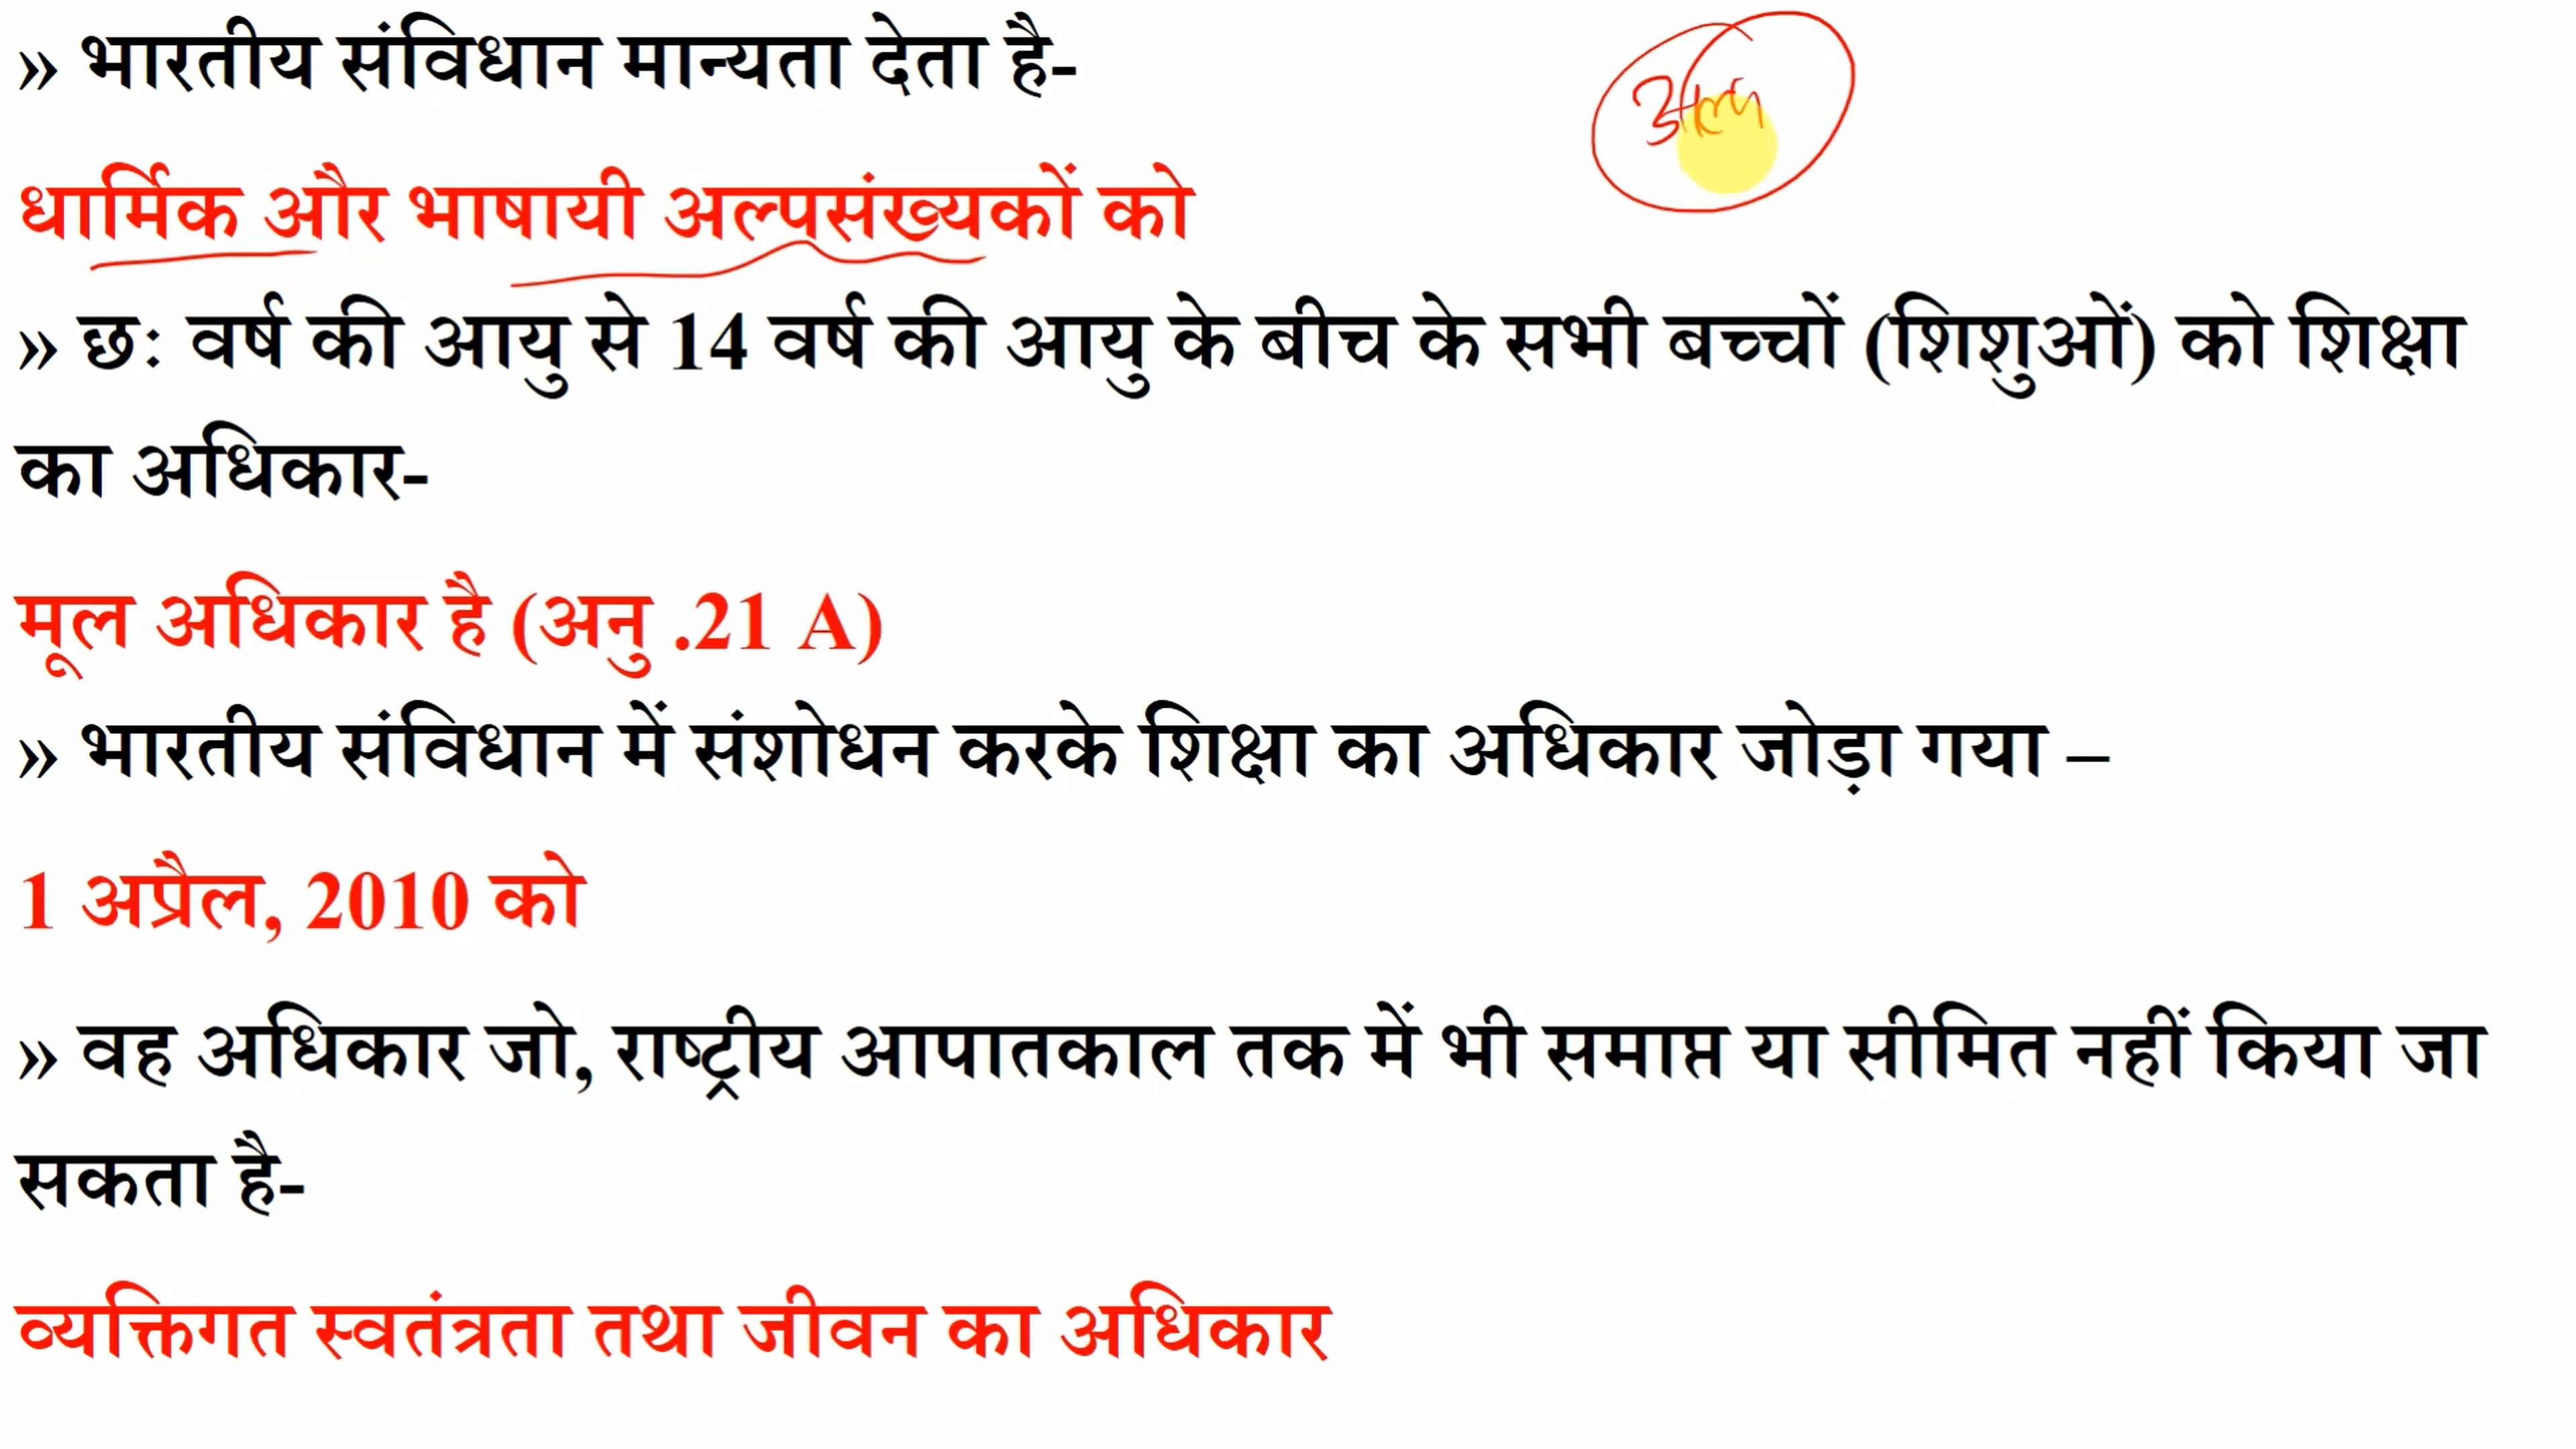 » भारतीय संविधान मान्यता देता है-
अल्प
धार्मिक और भाषायी अल्पसंख्यकों को
» छः वर्ष की आयु से 14 वर्ष की आयु के बीच के सभी बच्चों (शिशुओं) को शिक्षा
का अधिकार-
मूल अधिकार है (अनु .21 A)
» भारतीय संविधान में संशोधन करके शिक्षा का अधिकार जोड़ा गया –
1 अप्रैल, 2010 को
» वह अधिकार जो, राष्ट्रीय आपातकाल तक में भी समाप्त या सीमित नहीं किया जा
सकता है-
व्यक्तिगत स्वतंत्रता तथा जीवन का अधिकार